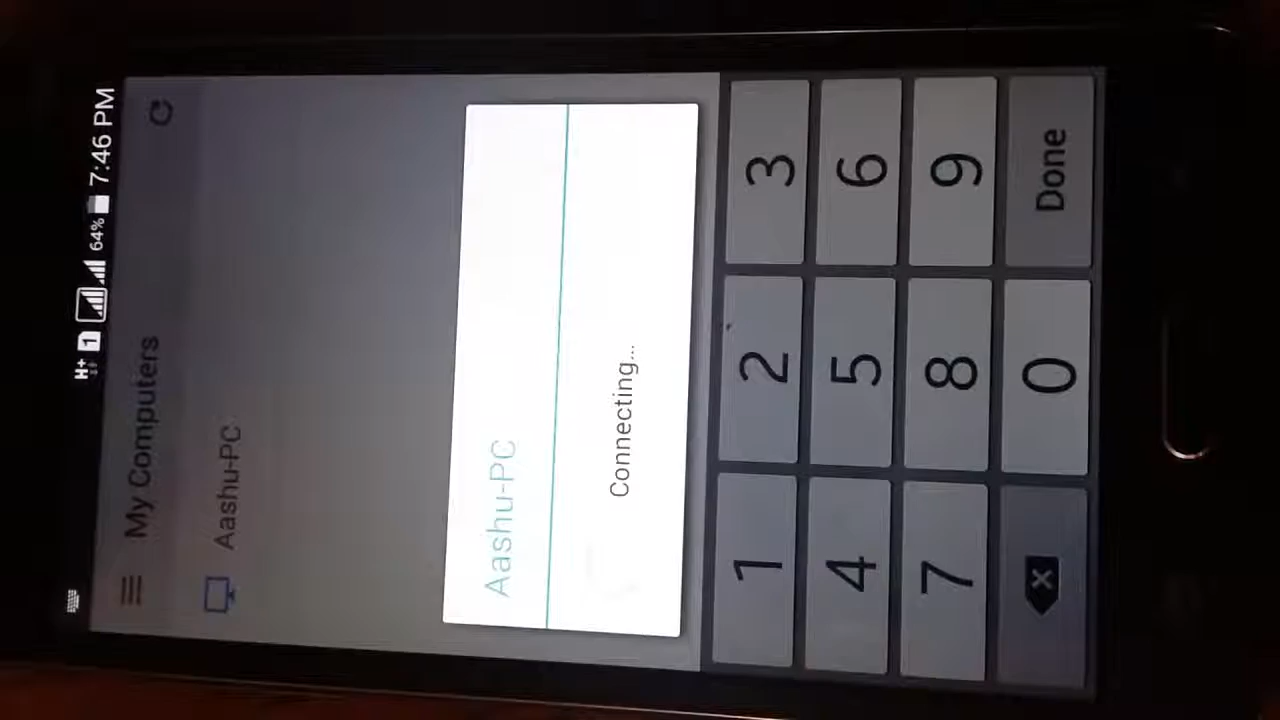 H+ 1 64% 7:46 PM
My Computers
Aashu-PC
Aashu-PC
Connecting...
1 2 3
4 5 6
7 8 9
0 Done